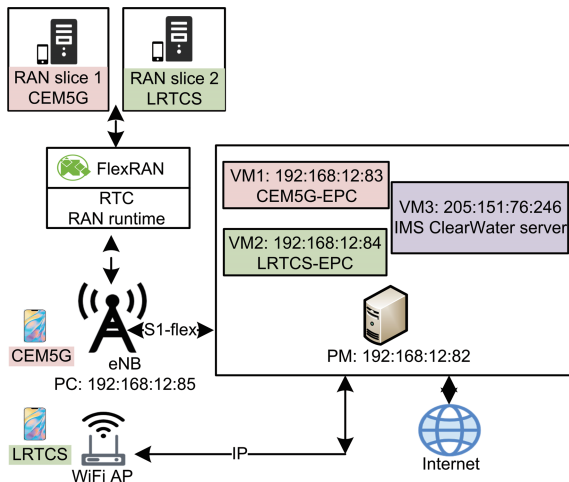 RAN slice 1
CEM5G
RAN slice 2
LRTCS
FlexRAN
RTC
RAN runtime
VM1: 192:168:12:83
CEM5G-EPC
VM2: 192:168:12:84
LRTCS-EPC
VM3: 205:151:76:246
IMS ClearWater server
PM: 192:168:12:82
S1-flex
CEM5G
eNB
PC: 192:168:12:85
LRTCS
WiFi AP
IP
Internet